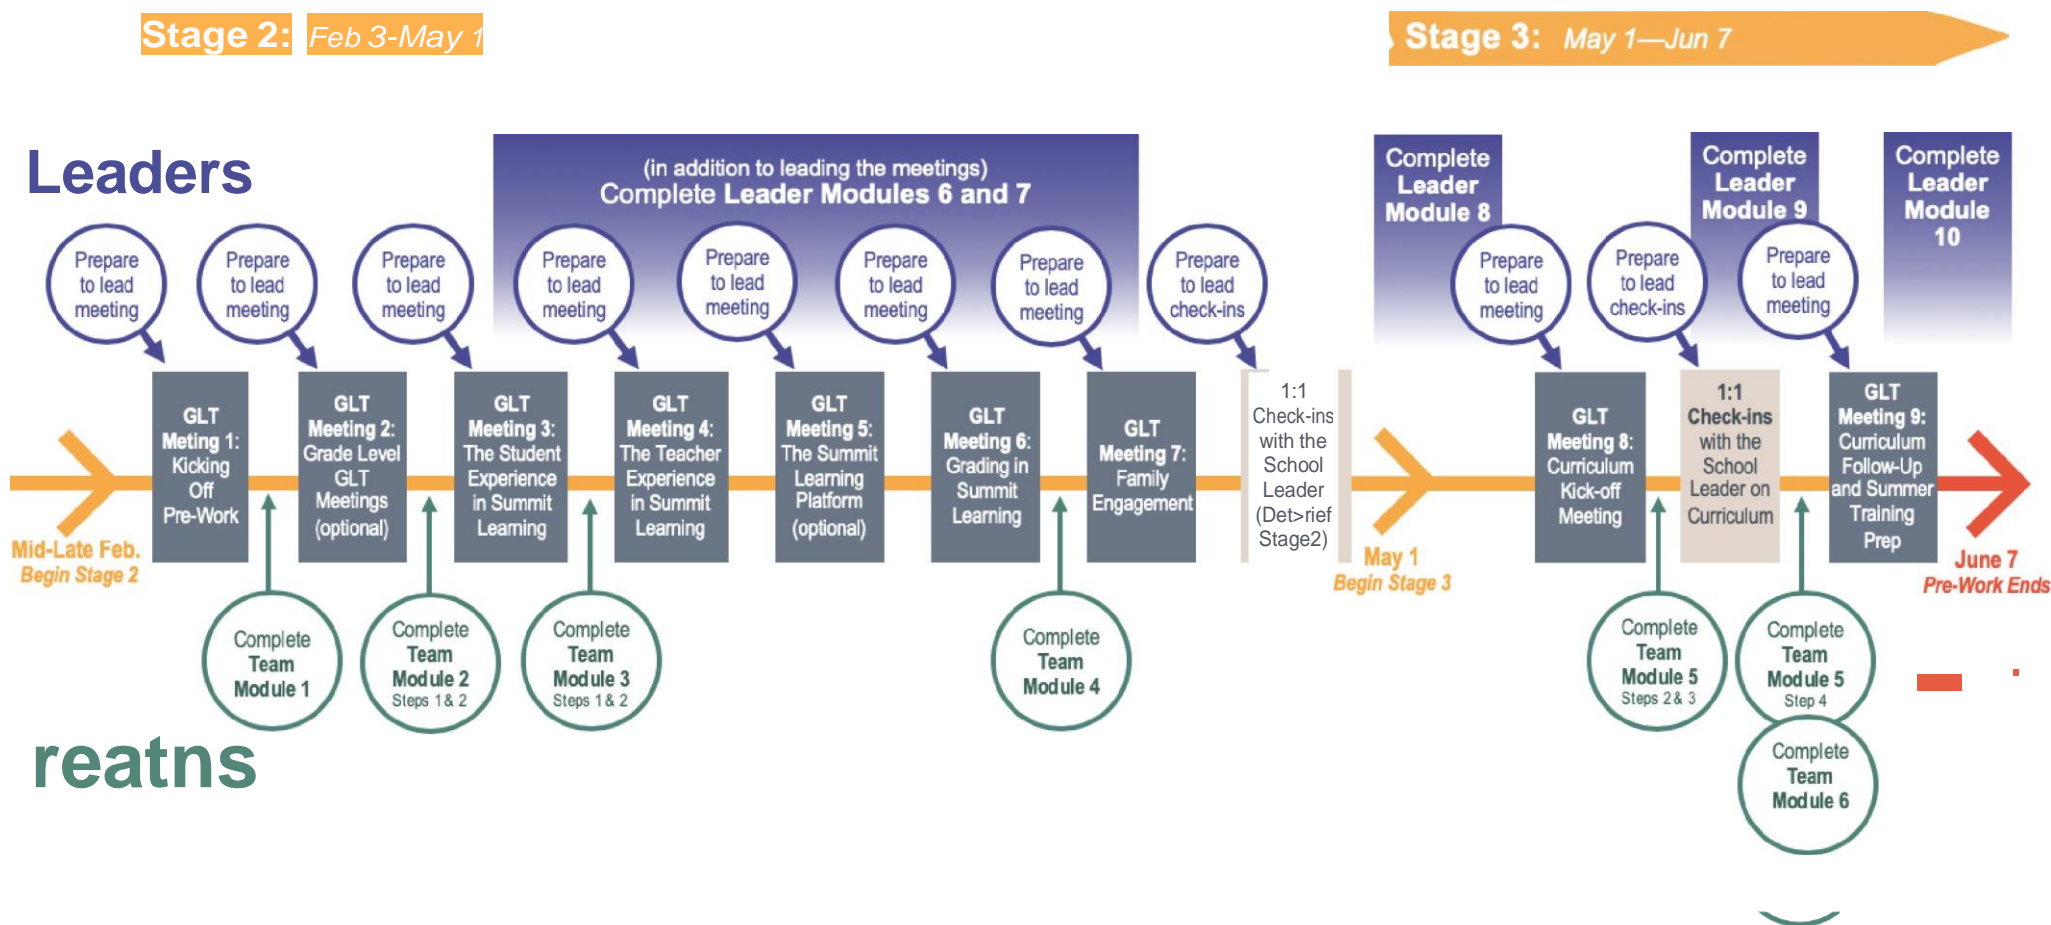 Stage 2: Feb 3-May 1
Stage 3: May 1—Jun 7
Leaders
(in addition to leading the meetings)
Complete Leader Modules 6 and 7
Complete
Leader
Module 8
Complete
Leader
Module 9
Complete
Leader
Module
10
Prepare
to lead
meeting
Prepare
to lead
meeting
Prepare
to lead
meeting
Prepare
to lead
meeting
Prepare
to lead
meeting
Prepare
to lead
meeting
Prepare
to lead
meeting
Prepare
to lead
check-ins
Prepare
to lead
meeting
Prepare
to lead
check-ins
Prepare
to lead
meeting
Mid-Late Feb.
Begin Stage 2
GLT
Meting 1:
Kicking
Off
Pre-Work
GLT
Meeting 2:
Grade Level
GLT
Meetings
(optional)
GLT
Meeting 3:
The Student
Experience
in Summit
Learning
GLT
Meeting 4:
The Teacher
Experience
in Summit
Learning
GLT
Meeting 5:
The Summit
Learning
Platform
(optional)
GLT
Meeting 6:
Grading in
Summit
Learning
GLT
Meeting 7:
Family
Engagement
1:1
Check-ins
with the
School
Leader
(Det>rief
Stage2)
May 1
Begin Stage 3
GLT
Meeting 8:
Curriculum
Kick-off
Meeting
1:1
Check-ins
with the
School
Leader on
Curriculum
GLT
Meeting 9:
Curriculum
Follow-Up
and Summer
Training
Prep
June 7
Pre-Work Ends
Complete
Team
Module 1
Complete
Team
Module 2
Steps 1 & 2
Complete
Team
Module 3
Steps 1 & 2
Complete
Team
Module 4
Complete
Team
Module 5
Steps 2 & 3
Complete
Team
Module 5
Step 4
Complete
Team
Module 6
reatns